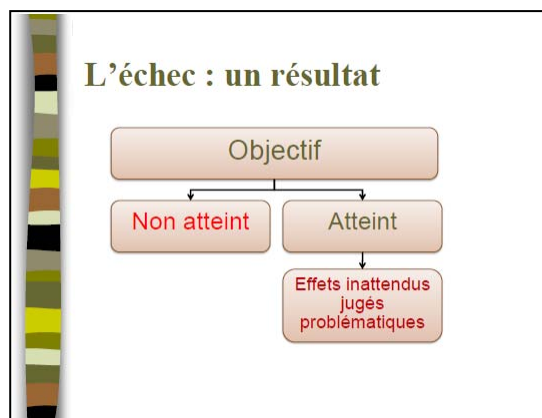 L'échec : un résultat
Objectif
Non atteint
Atteint
Effets inattendus
jugés
problématiques